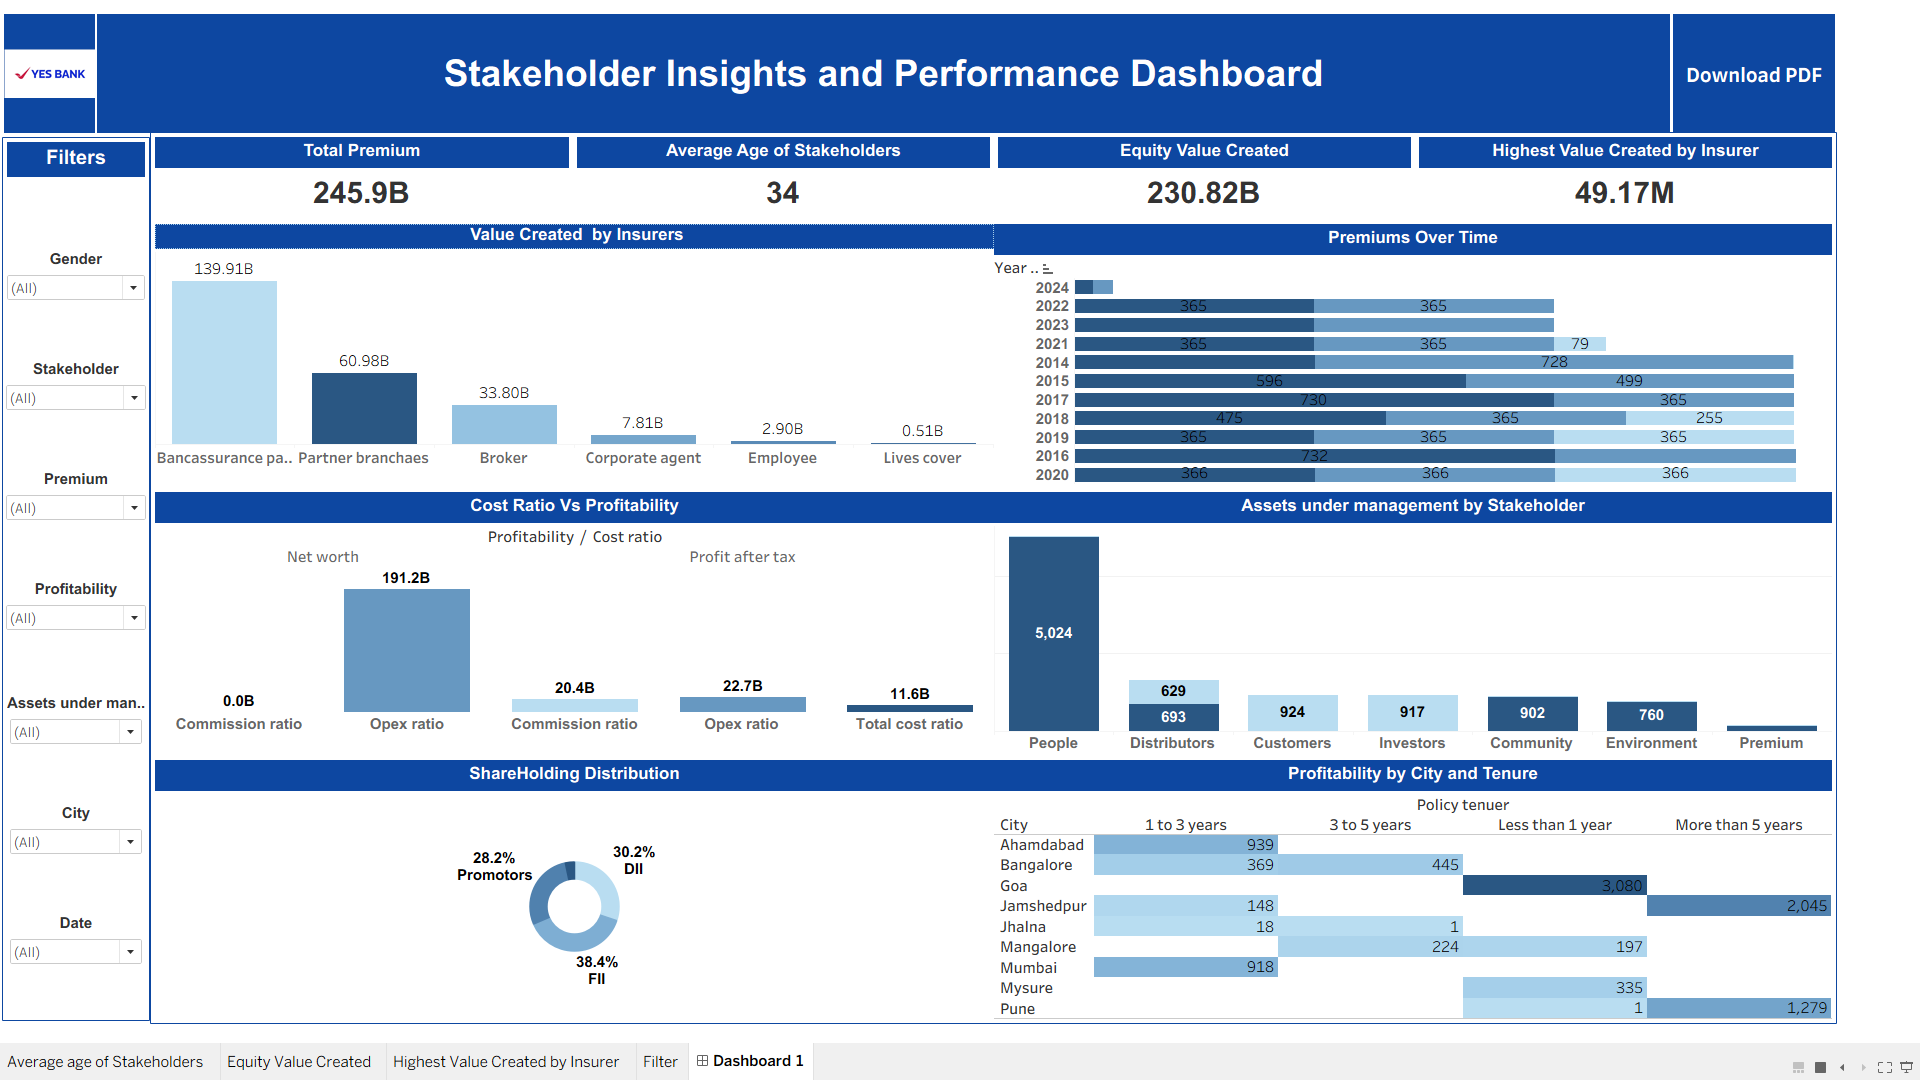 YES BANK
Stakeholder Insights and Performance Dashboard
Download PDF
Filters
Gender
(All)
Stakeholder
(All)
Premium
(All)
Profitability
(All)
Assets under man..
(All)
City
(All)
Date
(All)
Total Premium
245.9B
Average Age of Stakeholders
34
Equity Value Created
230.82B
Highest Value Created by Insurer
49.17M
Value Created by Insurers
139.91B
60.98B
33.80B
7.81B
2.90B
0.51B
Bancassurance pa.. Partner branchaes Broker Corporate agent Employee Lives cover
Premiums Over Time
Year ..
2024
2022 365 365
2023
2021 365 365 79
2014 728
2015 596 499
2017 730 365
2018 475 365 255
2019 365 365 365
2016 732
2020 366 366 366
Cost Ratio Vs Profitability
Profitability / Cost ratio
Net worth Profit after tax
191.2B
0.0B 20.4B 22.7B 11.6B
Commission ratio Opex ratio Commission ratio Opex ratio Total cost ratio
Assets under management by Stakeholder
5,024
629
693 924 917 902 760
People Distributors Customers Investors Community Environment Premium
ShareHolding Distribution
28.2%
Promotors
30.2%
DII
38.4%
FII
Profitability by City and Tenure
Policy tenuer
City 1 to 3 years 3 to 5 years Less than 1 year More than 5 years
Ahamdabad 939
Bangalore 369 445
Goa 3,080
Jamshedpur 148 2,045
Jhalna 18 1
Mangalore 224 197
Mumbai 918
Mysure 335
Pune 1 1,279
Average age of Stakeholders Equity Value Created Highest Value Created by Insurer Filter Dashboard 1